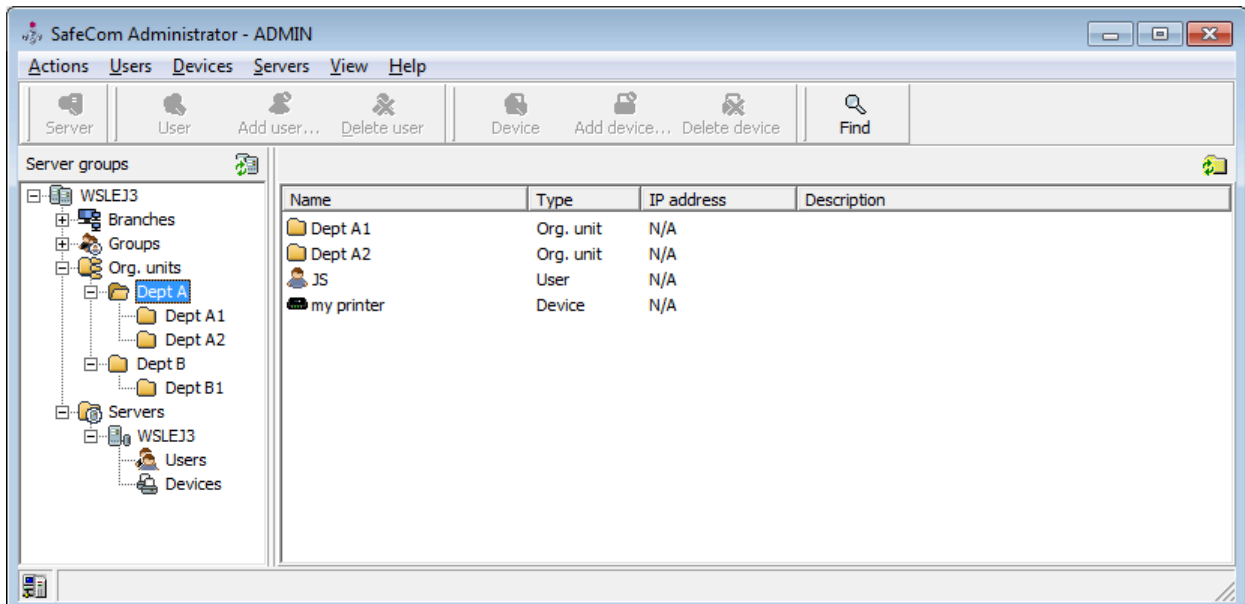 SafeCom Administrator - ADMIN
Actions Users Devices Servers View Help
Server User Add user... Delete user Device Add device... Delete device Find
Server groups
WSLEJ3
Branches
Groups
Org. units
Dept A
Dept A1
Dept A2
Dept B
Dept B1
Servers
WSLEJ3
Users
Devices
Name Type IP address Description
Dept A1 Org. unit N/A
Dept A2 Org. unit N/A
JS User N/A
my printer Device N/A